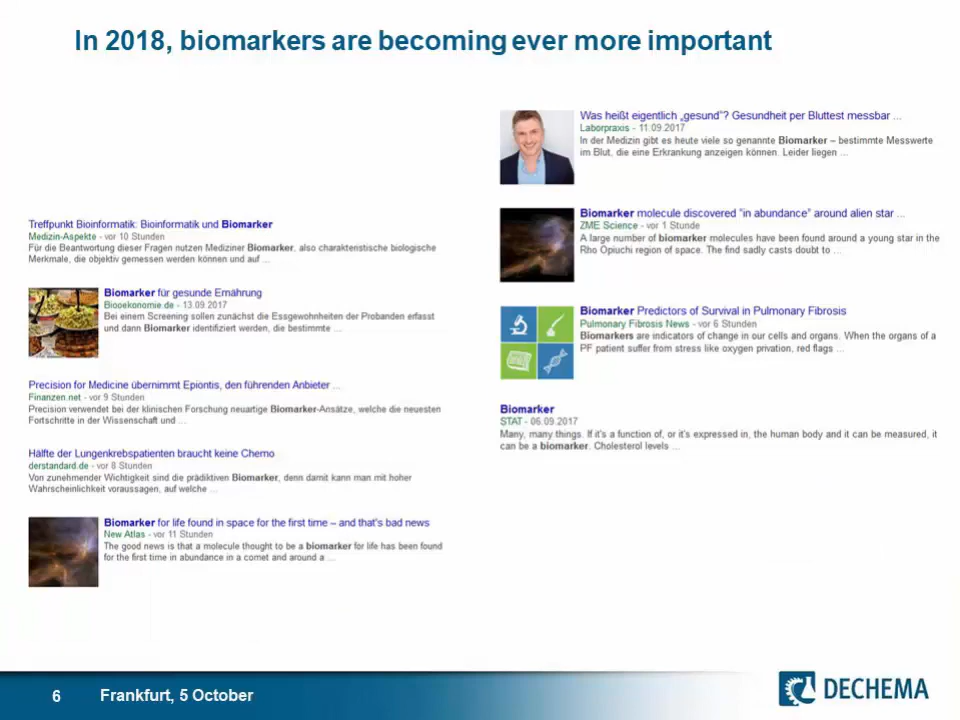 In 2018, biomarkers are becoming ever more important
Treffpunkt Bioinformatik: Bioinformatik und Biomarker
Medizin-Aspekte - vor 10 Stunden
Für die Beantwortung dieser Fragen nutzen Mediziner Biomarker, also charakteristische biologische
Merkmale, die objektiv gemessen werden können und auf ...
Biomarker für gesunde Ernährung
Biooekonomie.de - 13.09.2017
Bei einem Screening sollen zunächst die Essgewohnheiten der Probanden erfasst
und dann Biomarker identifiziert werden, die bestimmte ...
Precision for Medicine übernimmt Epiontis, den führenden Anbieter ...
Finanzen.net - vor 9 Stunden
Precision verwendet bei der klinischen Forschung neuartige Biomarker-Ansätze, welche die neuesten
Fortschritte in der Wissenschaft und ...
Hälfte der Lungenkrebspatienten braucht keine Chemo
derstandard.de - vor 8 Stunden
Von zunehmender Wichtigkeit sind die prädiktiven Biomarker, denn damit kann man mit hoher
Wahrscheinlichkeit voraussagen, auf welche ...
Biomarker for life found in space for the first time – and that's bad news
New Atlas - vor 11 Stunden
The good news is that a molecule thought to be a biomarker for life has been found
for the first time in abundance in a comet and around a ...
Was heißt eigentlich „gesund"? Gesundheit per Bluttest messbar ...
Laborpraxis - 11.09.2017
In der Medizin gibt es heute viele so genannte Biomarker – bestimmte Messwerte
im Blut, die eine Erkrankung anzeigen können. Leider liegen ...
Biomarker molecule discovered "in abundance" around alien star ...
ZME Science - vor 1 Stunde
A large number of biomarker molecules have been found around a young star in the
Rho Opiuchi region of space. The find sadly casts doubt to ...
Biomarker Predictors of Survival in Pulmonary Fibrosis
Pulmonary Fibrosis News - vor 6 Stunden
Biomarkers are indicators of change in our cells and organs. When the organs of a
PF patient suffer from stress like oxygen privation, red flags ...
Biomarker
STAT - 06.09.2017
Many, many things. If it's a function of, or it's expressed in, the human body and it can be measured, it
can be a biomarker. Cholesterol levels ...
6 Frankfurt, 5 October
DECHEMA